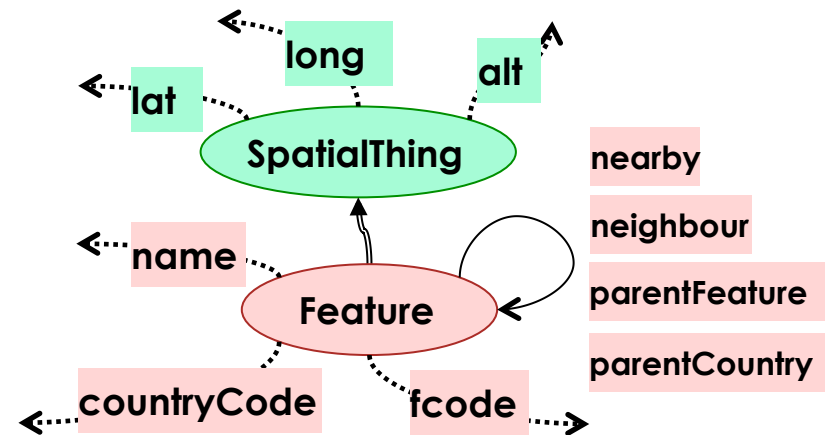 long
alt
lat
SpatialThing
nearby
neighbour
name
parentFeature
Feature
parentCountry
countryCode
fcode